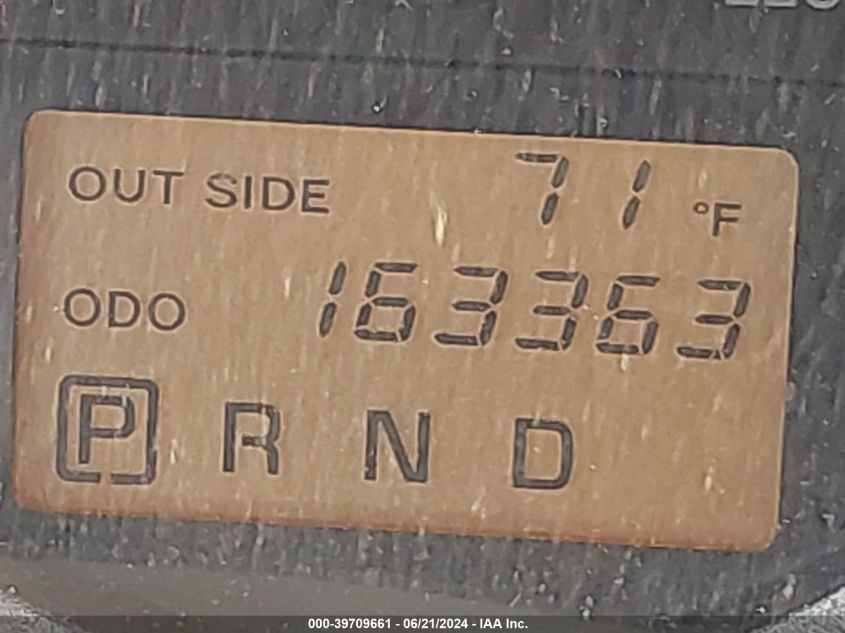 OUT SIDE 71 °F
ODO 163363
P R N D
000-39709661 - 06/21/2024 - IAA Inc.